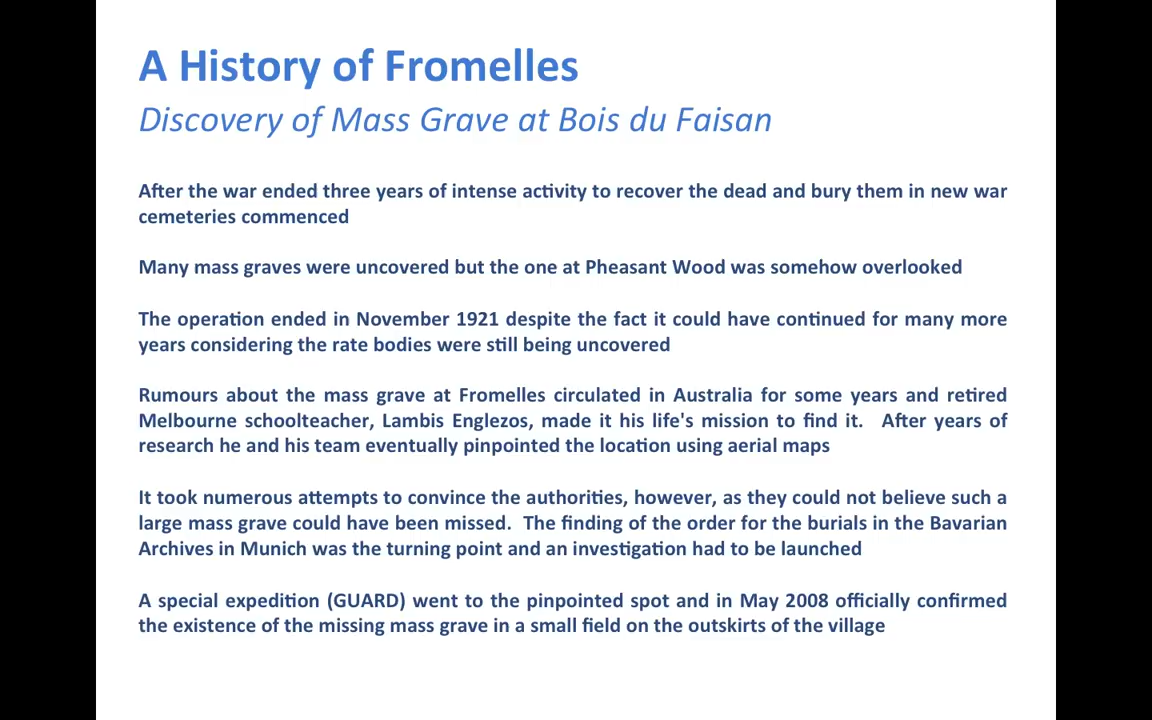 A History of Fromelles
Discovery of Mass Grave at Bois du Faisan
After the war ended three years of intense activity to recover the dead and bury them in new war
cemeteries commenced
Many mass graves were uncovered but the one at Pheasant Wood was somehow overlooked
The operation ended in November 1921 despite the fact it could have continued for many more
years considering the rate bodies were still being uncovered
Rumours about the mass grave at Fromelles circulated in Australia for some years and retired
Melbourne schoolteacher, Lambis Englezos, made it his life's mission to find it.  After years of
research he and his team eventually pinpointed the location using aerial maps
It took numerous attempts to convince the authorities, however, as they could not believe such a
large mass grave could have been missed.  The finding of the order for the burials in the Bavarian
Archives in Munich was the turning point and an investigation had to be launched
A special expedition (GUARD) went to the pinpointed spot and in May 2008 officially confirmed
the existence of the missing mass grave in a small field on the outskirts of the village